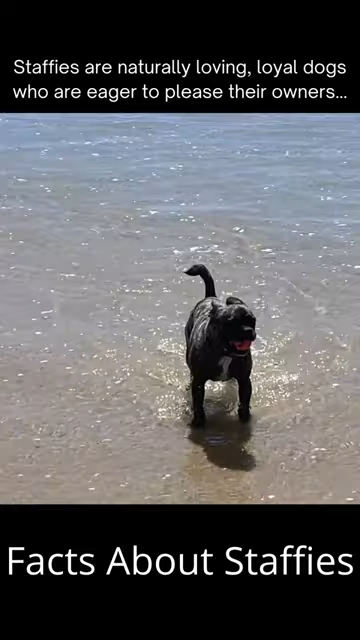 Staffies are naturally loving, loyal dogs
who are eager to please their owners...
Facts About Staffies